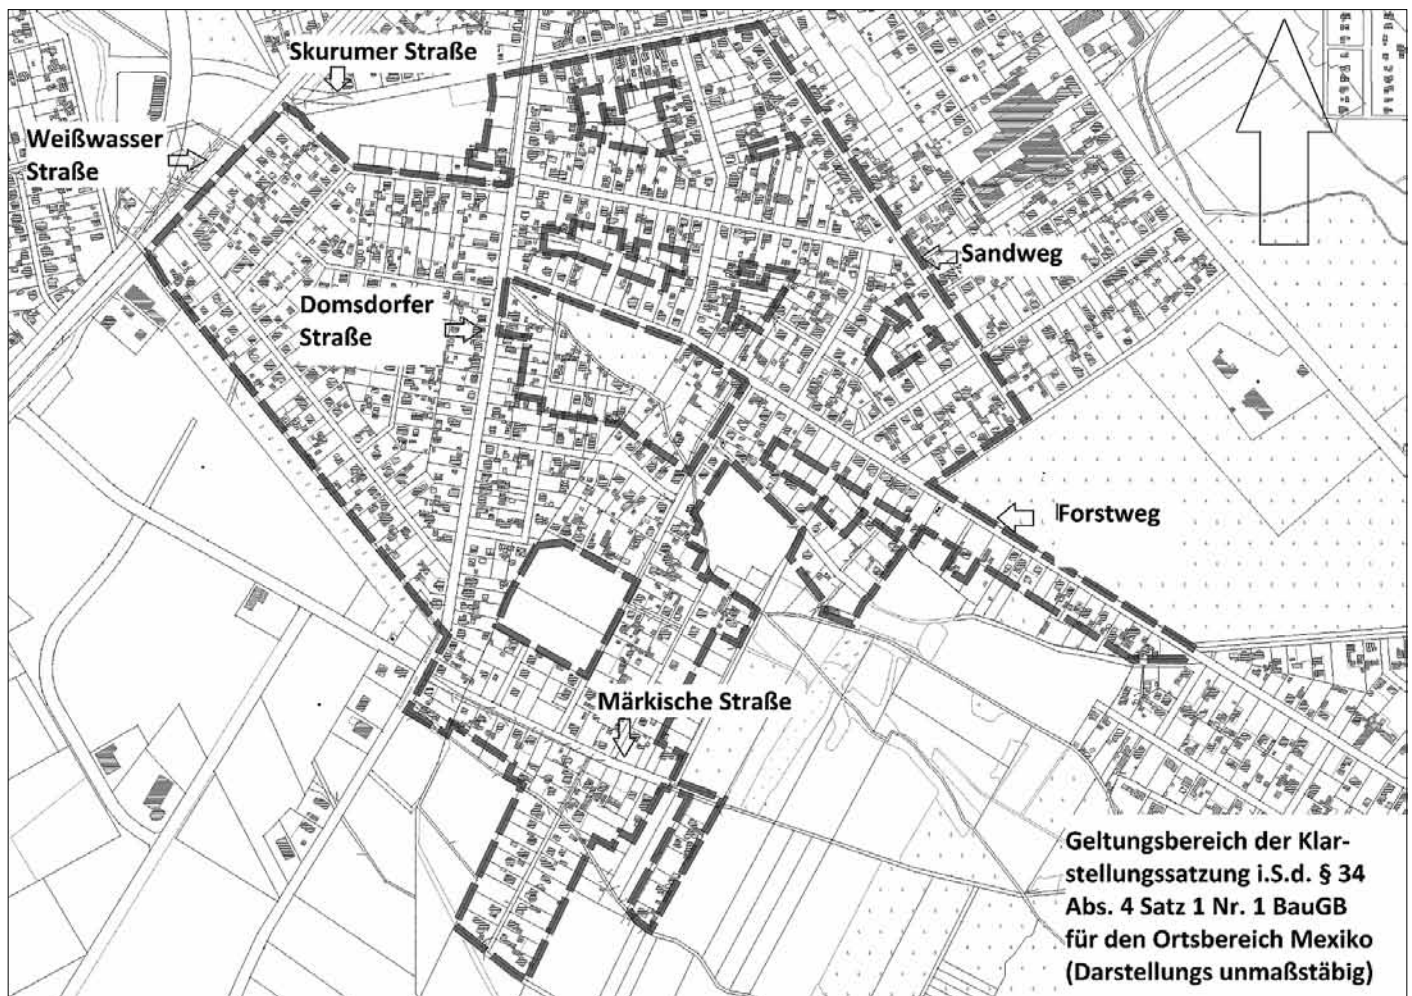 Skurumer Straße
Weißwasser
Straße
Sandweg
Domsdorfer
Straße
Forstweg
Märkische Straße
Geltungsbereich der Klar-
stellungssatzung i.S.d. § 34
Abs. 4 Satz 1 Nr. 1 BauGB
für den Ortsbereich Mexiko
(Darstellungs unmaßstäbig)